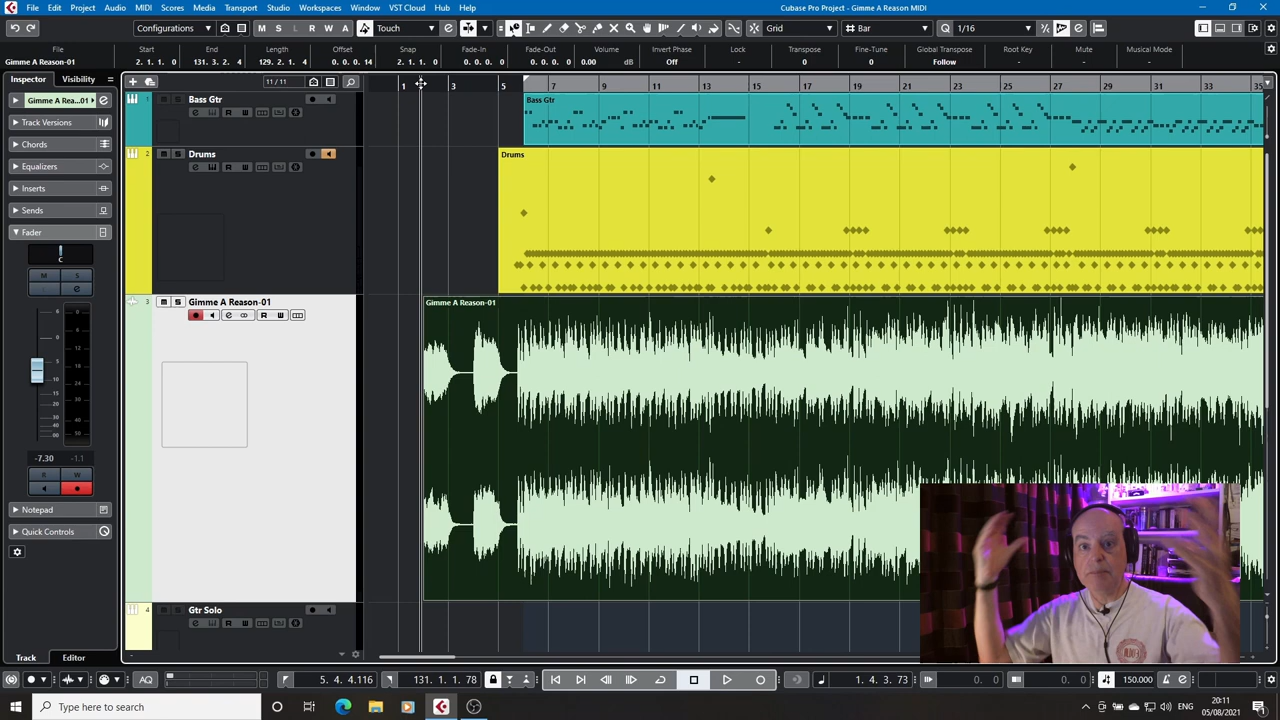 Cubase Pro Project - Gimme A Reason MIDI
File Edit Project Audio MIDI Media Transport Studio Workspaces Window VST Cloud Hub Help
Configurations M S L R W A Touch Grid Bar Q 1/16
File Start End Length Offset Snap Fade-In Fade-Out Volume Invert Phase Lock Transpose Fine-Tune Global Transpose Root Key Mute Musical Mode
Gimme A Reason-01 2. 1. 1. 0 131. 3. 2. 4 129. 2. 1. 4 0. 0. 0. 0 2. 1. 1. 0 0. 0. 0. 0 0. 0. 0. 0 0.00 dB Off 0 0 Follow
Inspector Visibility 11 / 11 1 3 5 7 9 11 13 15 17 19 21 23 25 27 29 31 33 35
Gimme A Rea...01
1 Bass Gtr
Bass Gtr
Track Versions
Chords
2 Drums
Drums
Equalizers
Inserts
Sends
Fader
C
M S
3 Gimme A Reason-01
Gimme A Reason-01
-7.30 -1.1
R W
Notepad
Quick Controls
4 Gtr Solo
Track Editor
AQ 5. 4. 4.116 131. 1. 1. 78 1. 4. 3. 73 0. 0 0. 0 150.000
Type here to search
ENG
20:11
05/08/2021